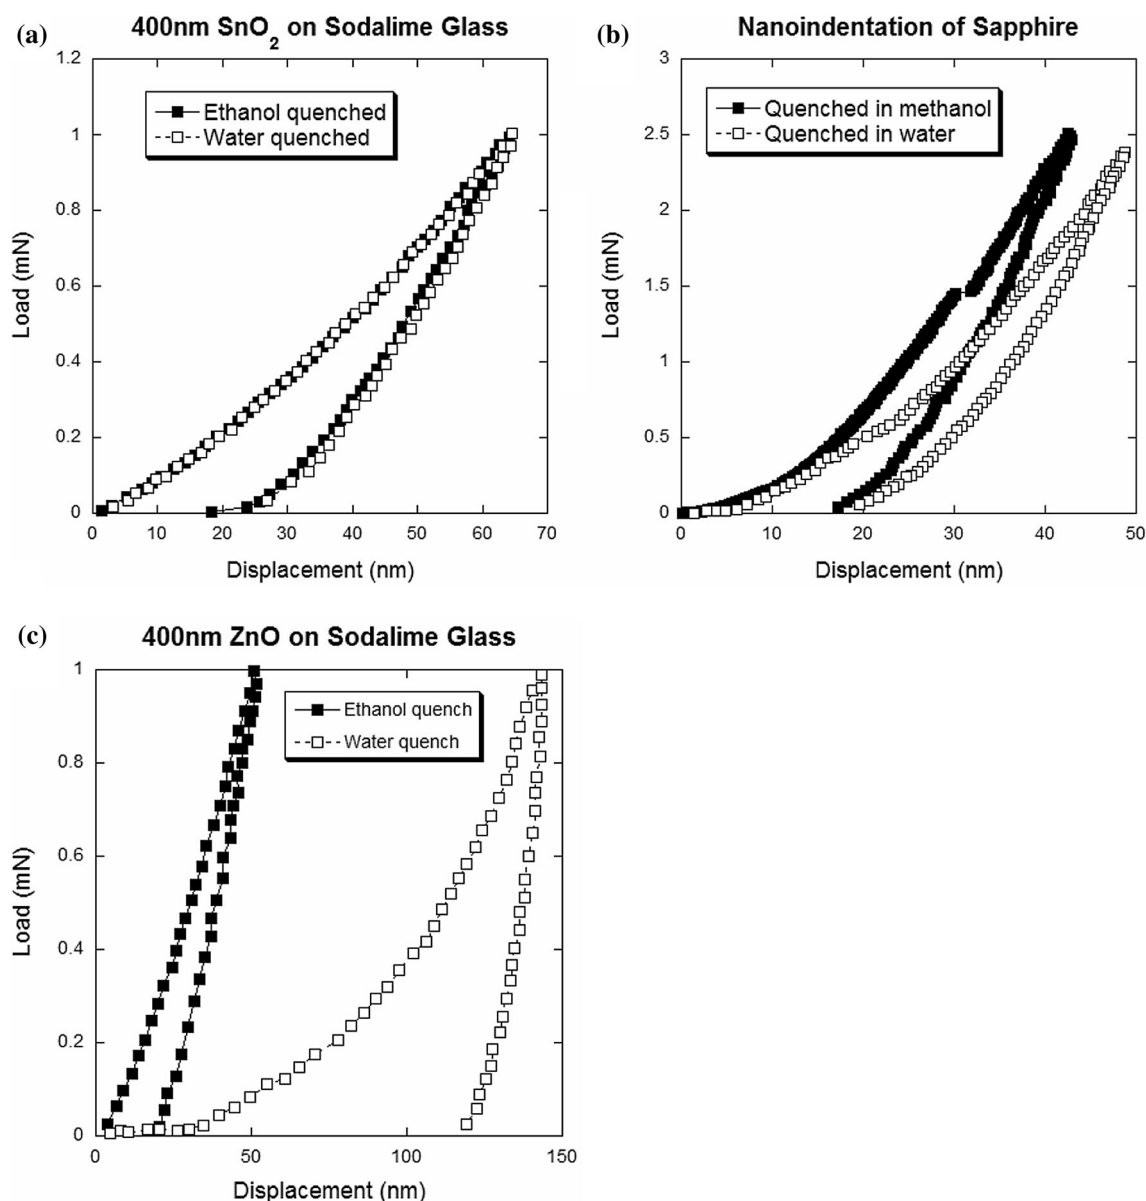 (a)
400nm SnO2 on Sodalime Glass
1.2
1
0.8
0.6
0.4
0.2
0
Load (mN)
Ethanol quenched
Water quenched
0 10 20 30 40 50 60 70
Displacement (nm)
(b)
Nanoindentation of Sapphire
3
2.5
2
1.5
1
0.5
0
Load (mN)
Quenched in methanol
Quenched in water
0 10 20 30 40 50
Displacement (nm)
(c)
400nm ZnO on Sodalime Glass
1
0.8
0.6
0.4
0.2
0
Load (mN)
Ethanol quench
Water quench
0 50 100 150
Displacement (nm)